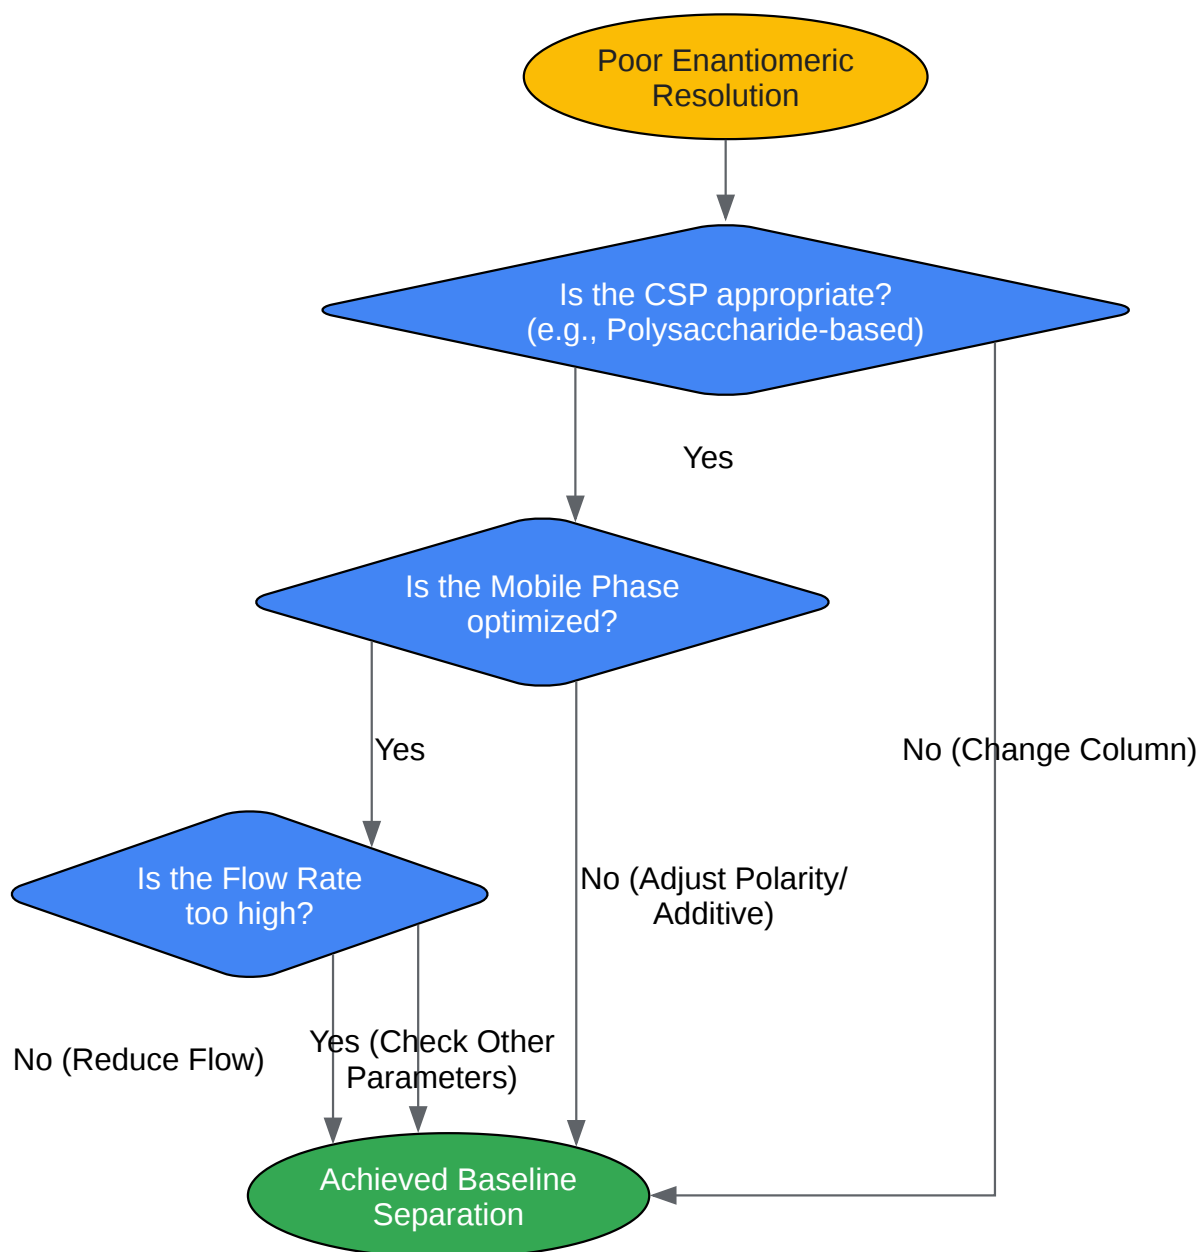 Poor Enantiomeric
Resolution
Is the CSP appropriate?
(e.g., Polysaccharide-based)
Yes
Is the Mobile Phase
optimized?
Yes
No (Change Column)
Is the Flow Rate
too high?
No (Adjust Polarity/
Additive)
No (Reduce Flow)
Yes (Check Other
Parameters)
Achieved Baseline
Separation